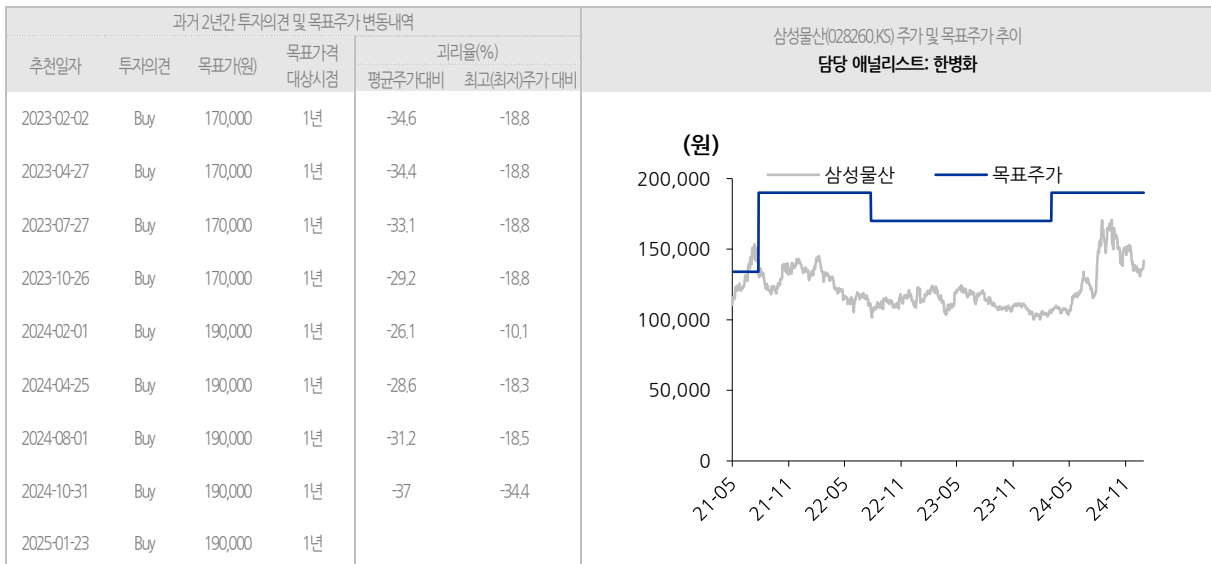 과거 2년간 투자의견 및 목표주가 변동내역
추천일자 투자의견 목표가(원) 목표가격 대상시점 괴리율(%)
평균주가대비 최고(최저)주가 대비
2023-02-02 Buy 170,000 1년 -34.6 -18.8
2023-04-27 Buy 170,000 1년 -34.4 -18.8
2023-07-27 Buy 170,000 1년 -33.1 -18.8
2023-10-26 Buy 170,000 1년 -29.2 -18.8
2024-02-01 Buy 190,000 1년 -26.1 -10.1
2024-04-25 Buy 190,000 1년 -28.6 -18.3
2024-08-01 Buy 190,000 1년 -31.2 -18.5
2024-10-31 Buy 190,000 1년 -37 -34.4
2025-01-23 Buy 190,000 1년
삼성물산(028260.KS) 주가 및 목표주가 추이
담당 애널리스트: 한병화
(원)
삼성물산 목표주가
200,000
150,000
100,000
50,000
0
21-05 21-11 22-05 22-11 23-05 23-11 24-05 24-11